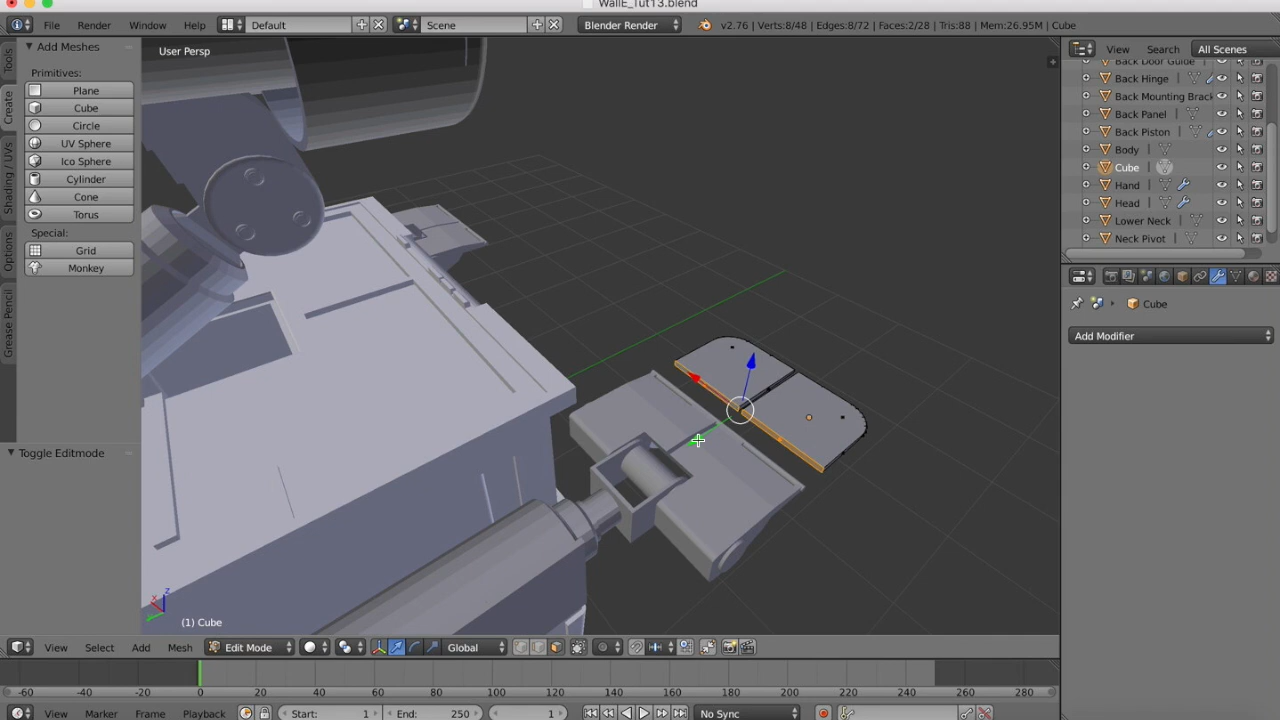 WallE_Tut13.blend
File Render Window Help Default Scene Blender Render v2.76 | Verts:8/48 | Edges:8/72 | Faces:2/28 | Tris:88 | Mem:26.95M | Cube
Add Meshes
Primitives:
Plane
Cube
Circle
UV Sphere
Ico Sphere
Cylinder
Cone
Torus
Special:
Grid
Monkey
Tools
Create
Shading / UVs
Options
Grease Pencil
Toggle Editmode
User Persp
(1) Cube
View Search All Scenes
Back Door Guide
Back Hinge
Back Mounting Brack
Back Panel
Back Piston
Body
Cube
Hand
Head
Lower Neck
Neck Pivot
Cube
Add Modifier
View Select Add Mesh Edit Mode Global
-60 -40 -20 0 20 40 60 80 100 120 140 160 180 200 220 240 260 280
View Marker Frame Playback Start: 1 End: 250 1 No Sync